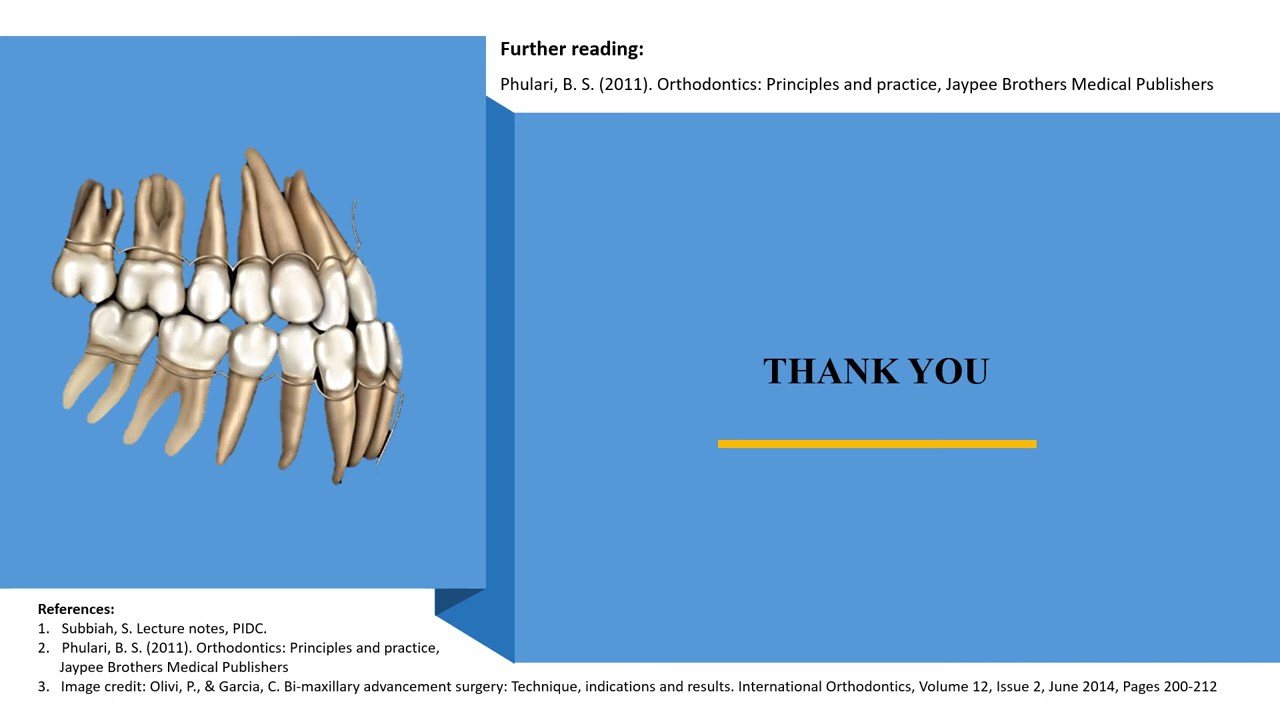 Further reading:
Phulari, B. S. (2011). Orthodontics: Principles and practice, Jaypee Brothers Medical Publishers
THANK YOU
References:
1. Subbiah, S. Lecture notes, PIDC.
2. Phulari, B. S. (2011). Orthodontics: Principles and practice,
Jaypee Brothers Medical Publishers
3. Image credit: Olivi, P., & Garcia, C. Bi-maxillary advancement surgery: Technique, indications and results. International Orthodontics, Volume 12, Issue 2, June 2014, Pages 200-212